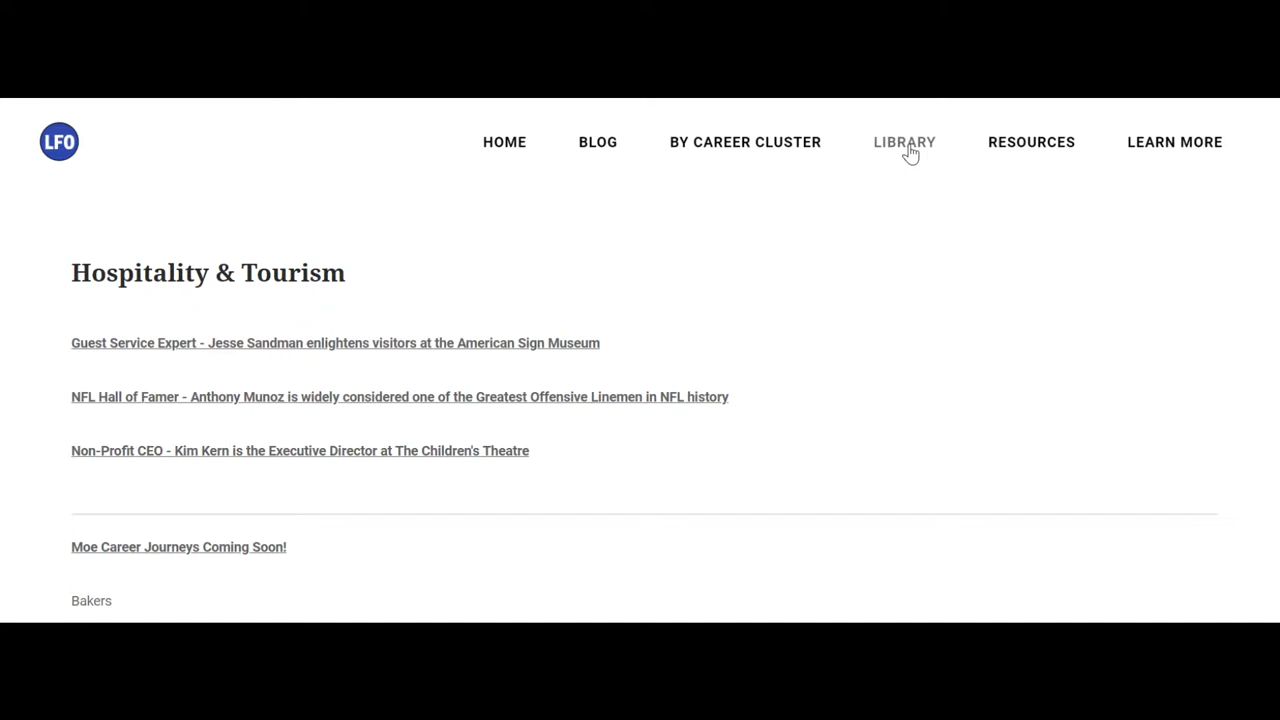 LFO
HOME BLOG BY CAREER CLUSTER LIBRARY RESOURCES LEARN MORE
Hospitality & Tourism
Guest Service Expert - Jesse Sandman enlightens visitors at the American Sign Museum
NFL Hall of Famer - Anthony Munoz is widely considered one of the Greatest Offensive Linemen in NFL history
Non-Profit CEO - Kim Kern is the Executive Director at The Children's Theatre
Moe Career Journeys Coming Soon!
Bakers